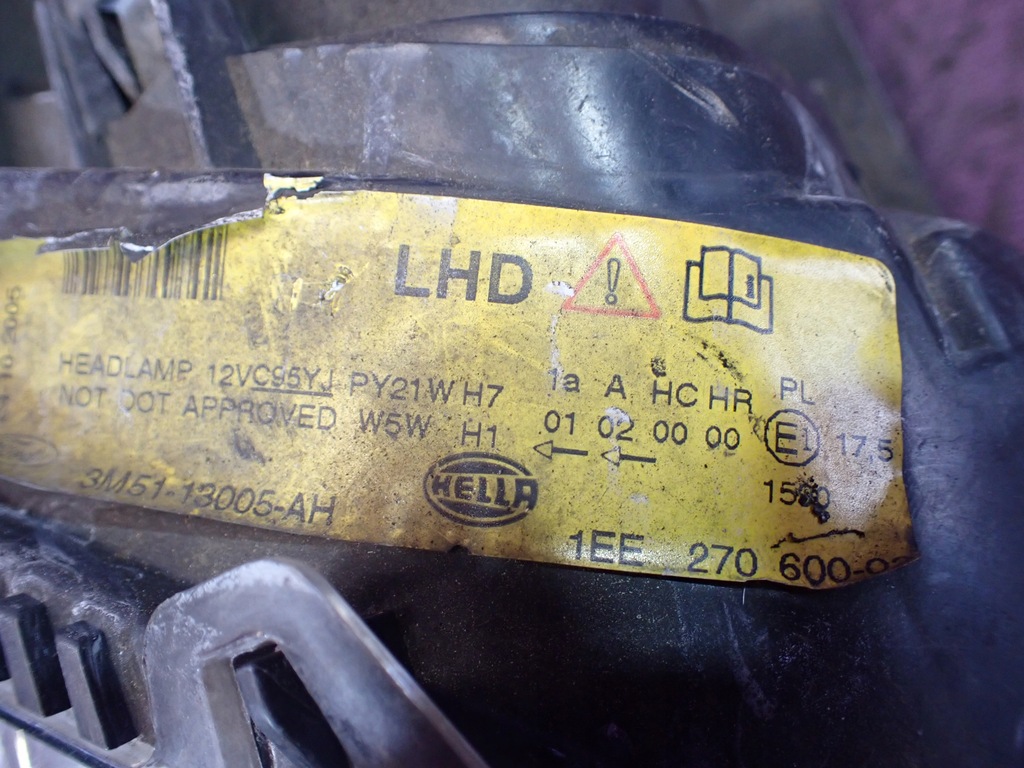 LHD
2005
HEADLAMP 12VC95YJ PY21W H7 1a A HC HR PL
NOT DOT APPROVED W5W H1 01 02 00 00 E1 17,5
3M51-13005-AH HELLA
1EE 270 600-